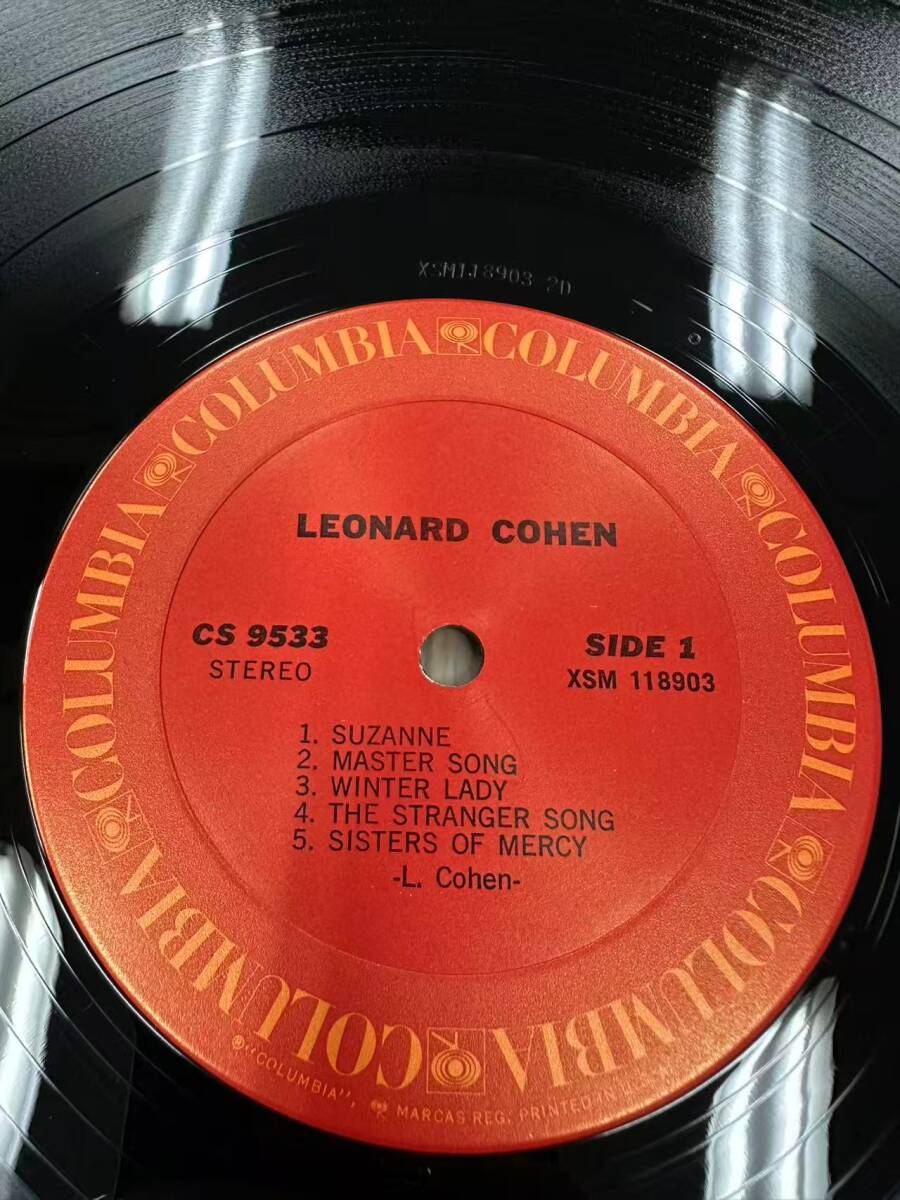 XSM118903 2D
COLUMBIA COLUMBIA COLUMBIA COLUMBIA COLUMBIA COLUMBIA
LEONARD COHEN
CS 9533
STEREO
SIDE 1
XSM 118903
1. SUZANNE
2. MASTER SONG
3. WINTER LADY
4. THE STRANGER SONG
5. SISTERS OF MERCY
-L. Cohen-
®"COLUMBIA", MARCAS REG. PRINTED IN U.S.A.